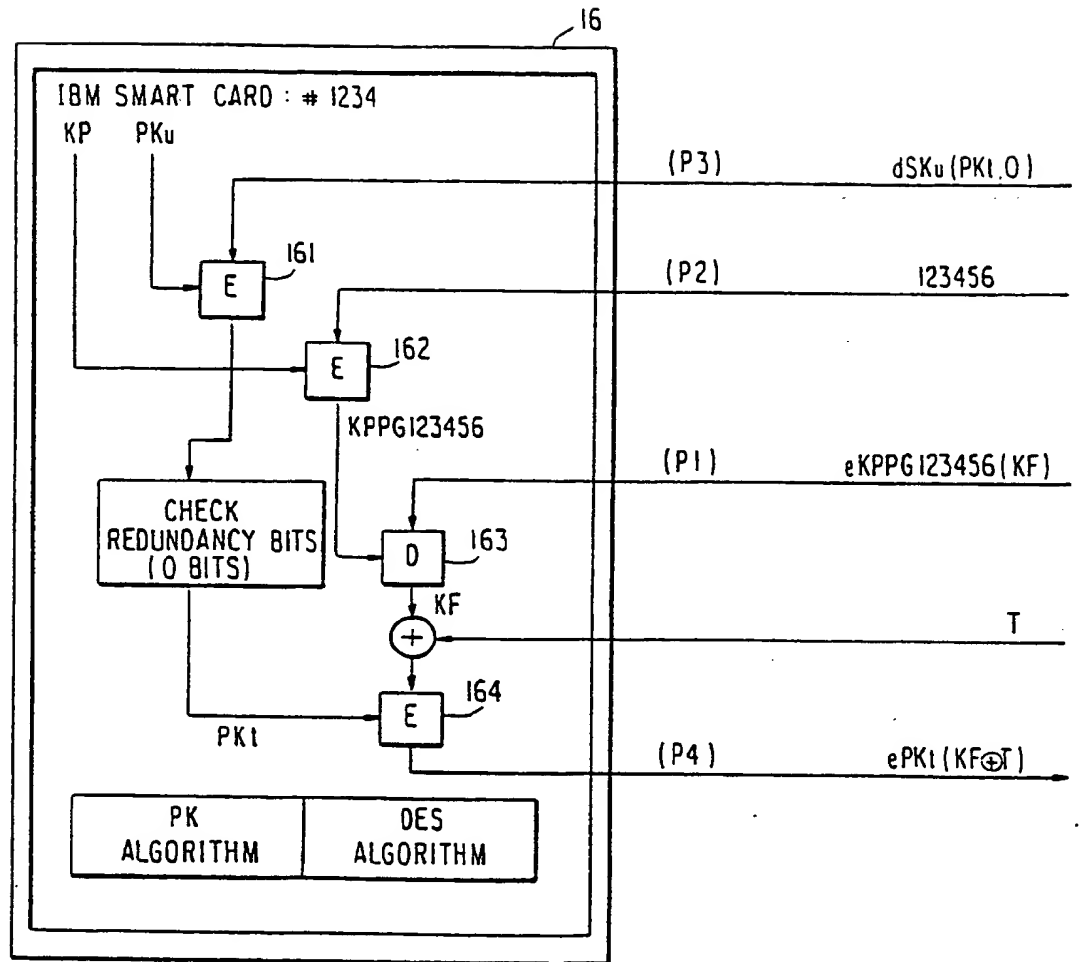 16
IBM SMART CARD : # 1234
KP PKu
(P3) dSKu(PKt,0)
161
E
(P2) 123456
162
E
KPPG123456
(P1) eKPPG123456(KF)
CHECK
REDUNDANCY BITS
(0 BITS)
163
D
KF
+
T
164
E
PKt
(P4) ePKt(KF⊕T)
PK
ALGORITHM
DES
ALGORITHM